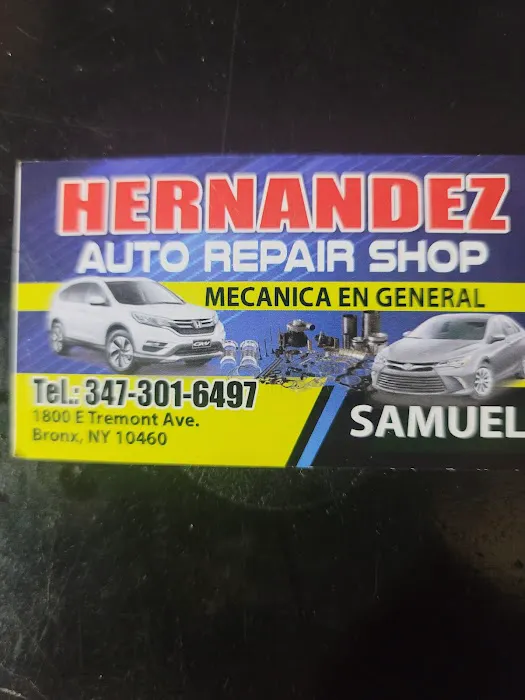 HERNANDEZ
AUTO REPAIR SHOP
MECANICA EN GENERAL
Tel.: 347-301-6497
1800 E Tremont Ave.
Bronx, NY 10460
SAMUEL